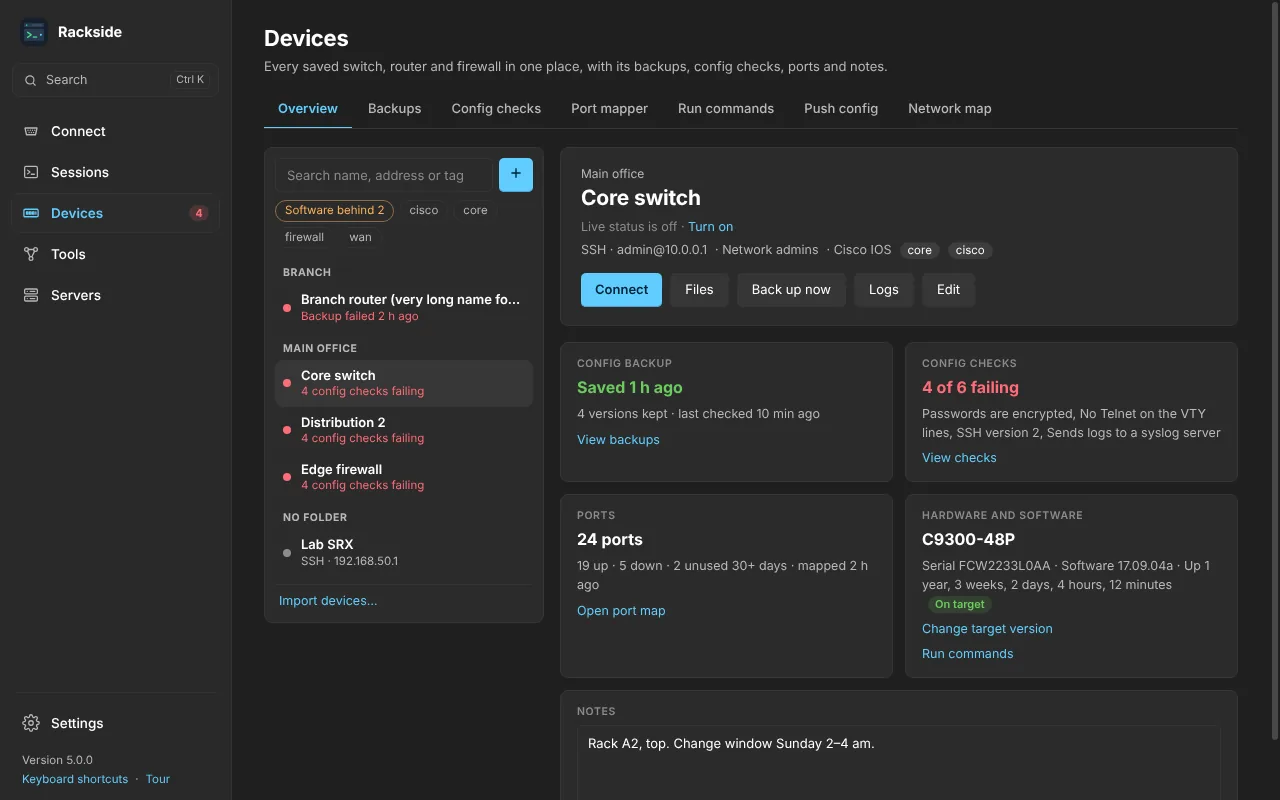 Rackside
Search Ctrl K
Connect
Sessions
Devices 4
Tools
Servers
Settings
Version 5.0.0
Keyboard shortcuts · Tour
Devices
Every saved switch, router and firewall in one place, with its backups, config checks, ports and notes.
Overview Backups Config checks Port mapper Run commands Push config Network map
Search name, address or tag +
Software behind 2 cisco core
firewall wan
BRANCH
Branch router (very long name fo...
Backup failed 2 h ago
MAIN OFFICE
Core switch
4 config checks failing
Distribution 2
4 config checks failing
Edge firewall
4 config checks failing
NO FOLDER
Lab SRX
SSH · 192.168.50.1
Import devices...
Main office
Core switch
Live status is off · Turn on
SSH · admin@10.0.0.1 · Network admins · Cisco IOS core cisco
Connect Files Back up now Logs Edit
CONFIG BACKUP
Saved 1 h ago
4 versions kept · last checked 10 min ago
View backups
CONFIG CHECKS
4 of 6 failing
Passwords are encrypted, No Telnet on the VTY
lines, SSH version 2, Sends logs to a syslog server
View checks
PORTS
24 ports
19 up · 5 down · 2 unused 30+ days · mapped 2 h
ago
Open port map
HARDWARE AND SOFTWARE
C9300-48P
Serial FCW2233L0AA · Software 17.09.04a · Up 1
year, 3 weeks, 2 days, 4 hours, 12 minutes
On target
Change target version
Run commands
NOTES
Rack A2, top. Change window Sunday 2–4 am.